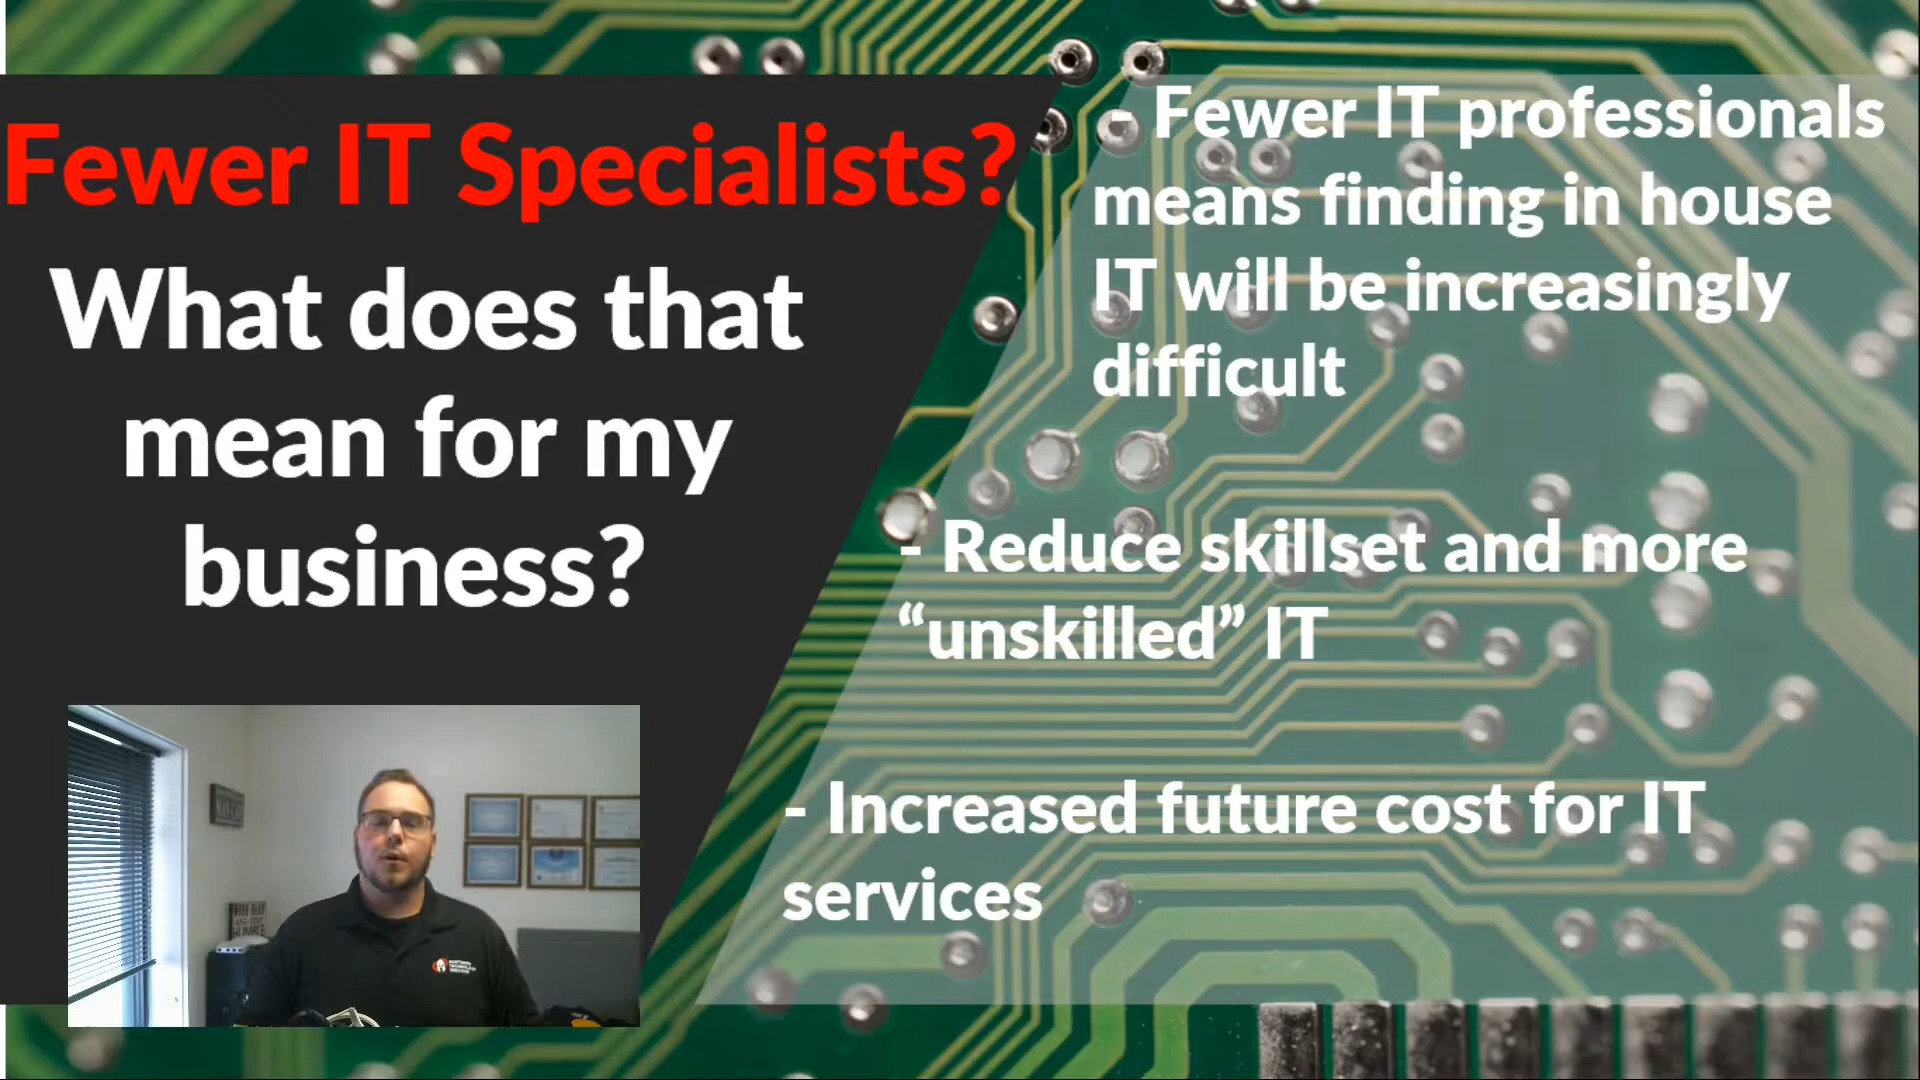 Fewer IT Specialists?
What does that
mean for my
business?
- Fewer IT professionals
means finding in house
IT will be increasingly
difficult
- Reduce skillset and more
“unskilled” IT
- Increased future cost for IT
services
HUMBLE